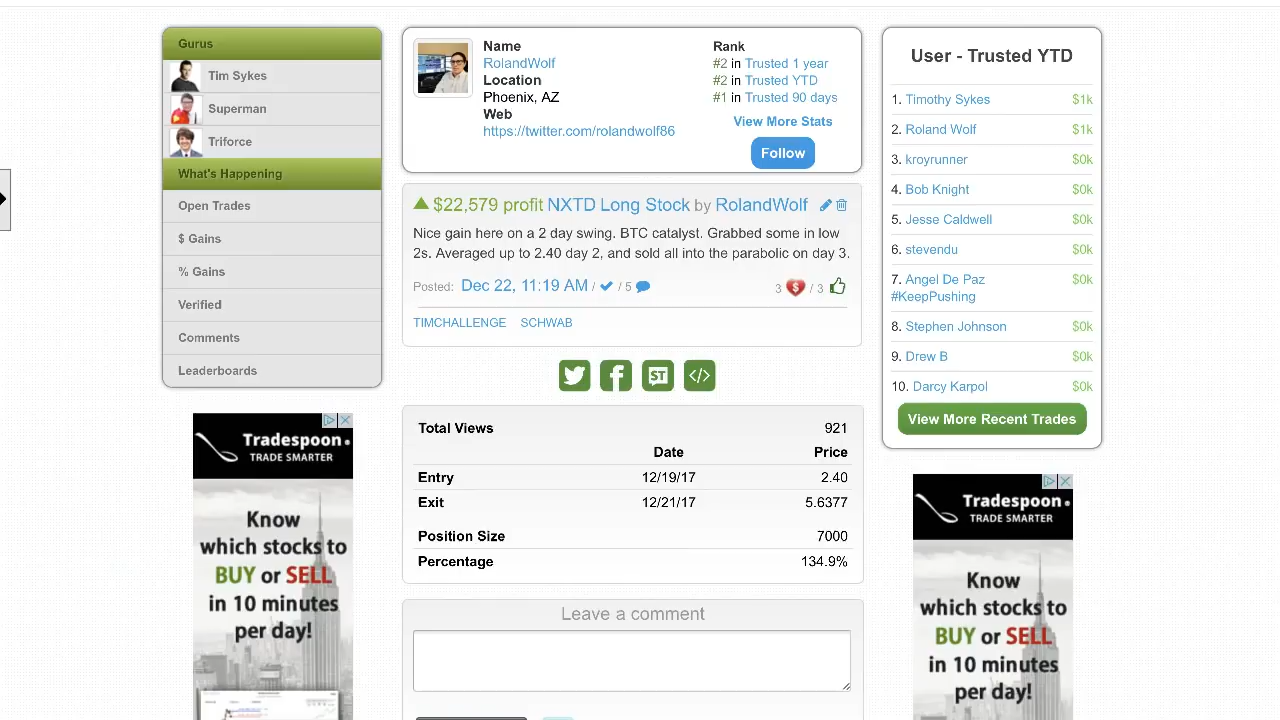 Gurus
Tim Sykes
Superman
Triforce
What's Happening
Open Trades
$ Gains
% Gains
Verified
Comments
Leaderboards
Tradespoon
TRADE SMARTER
Know
which stocks to
BUY or SELL
in 10 minutes
per day!
Name
RolandWolf
Location
Phoenix, AZ
Web
https://twitter.com/rolandwolf86
Rank
#2 in Trusted 1 year
#2 in Trusted YTD
#1 in Trusted 90 days
View More Stats
Follow
$22,579 profit NXTD Long Stock by RolandWolf
Nice gain here on a 2 day swing. BTC catalyst. Grabbed some in low
2s. Averaged up to 2.40 day 2, and sold all into the parabolic on day 3.
Posted: Dec 22, 11:19 AM / / 5
3 $ / 3
TIMCHALLENGE SCHWAB
ST </>
Total Views 921
Date Price
Entry 12/19/17 2.40
Exit 12/21/17 5.6377
Position Size 7000
Percentage 134.9%
Leave a comment
User - Trusted YTD
1. Timothy Sykes $1k
2. Roland Wolf $1k
3. kroyrunner $0k
4. Bob Knight $0k
5. Jesse Caldwell $0k
6. stevendu $0k
7. Angel De Paz $0k
#KeepPushing
8. Stephen Johnson $0k
9. Drew B $0k
10. Darcy Karpol $0k
View More Recent Trades
Tradespoon
TRADE SMARTER
Know
which stocks to
BUY or SELL
in 10 minutes
per day!